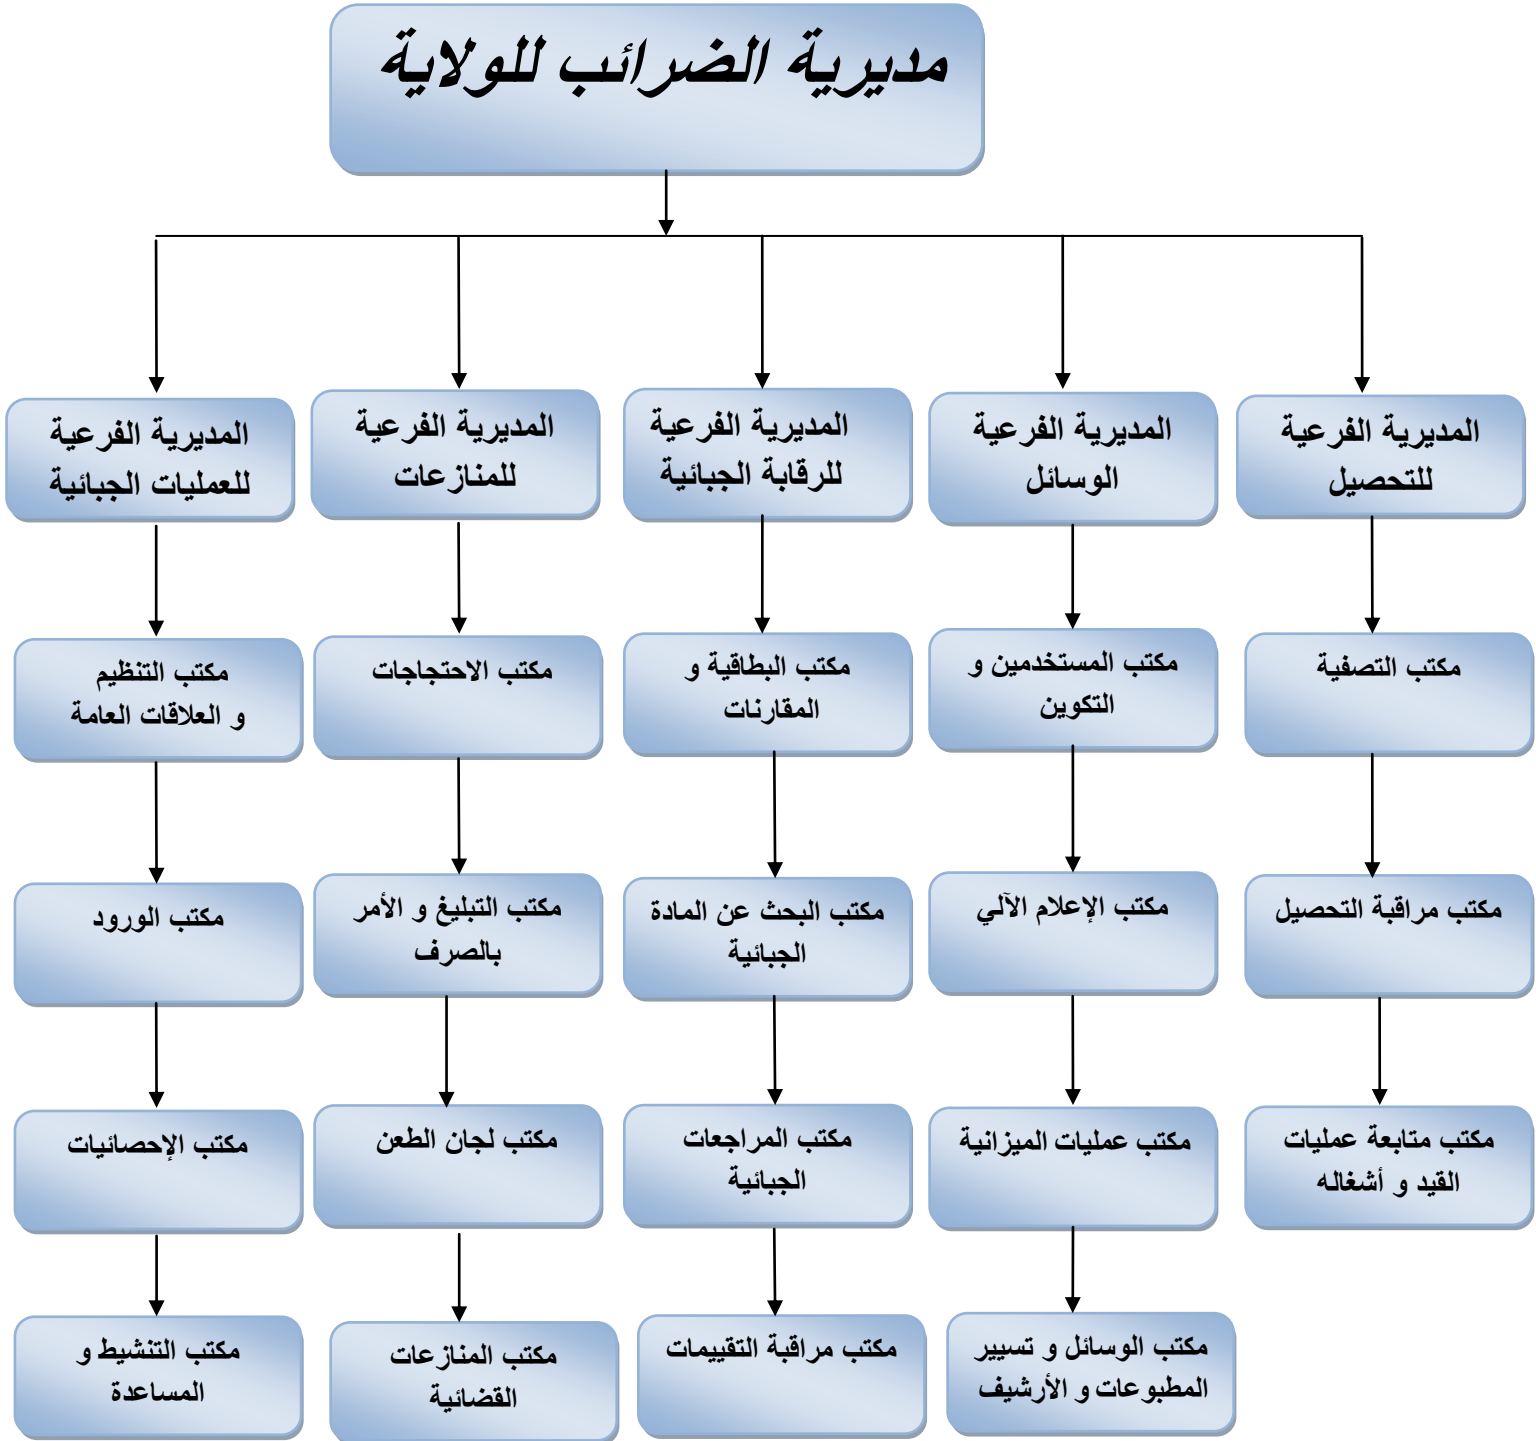 مديرية الضرائب للولاية
المديرية الفرعية
للتحصيل
المديرية الفرعية
الوسائل
المديرية الفرعية
للرقابة الجبائية
المديرية الفرعية
للمنازعات
المديرية الفرعية
للعمليات الجبائية
مكتب التصفية
مكتب المستخدمين و
التكوين
مكتب البطاقية و
المقارنات
مكتب الاحتجاجات
مكتب التنظيم
و العلاقات العامة
مكتب مراقبة التحصيل
مكتب الإعلام الآلي
مكتب البحث عن المادة
الجبائية
مكتب التبليغ و الأمر
بالصرف
مكتب الورود
مكتب متابعة عمليات
القيد و أشغاله
مكتب عمليات الميزانية
مكتب المراجعات
الجبائية
مكتب لجان الطعن
مكتب الإحصائيات
مكتب الوسائل و تسيير
المطبوعات و الأرشيف
مكتب مراقبة التقييمات
مكتب المنازعات
القضائية
مكتب التنشيط و
المساعدة